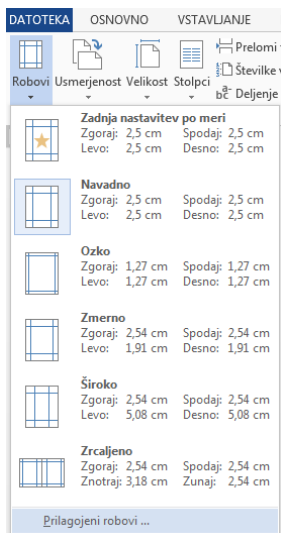 DATOTEKA OSNOVNO VSTAVLJANJE
Robovi Usmerjenost Velikost Stolpci
Prelomi
Številke
Deljenje
Zadnja nastavitev po meri
Zgoraj: 2,5 cm Spodaj: 2,5 cm
Levo: 2,5 cm Desno: 2,5 cm
Navadno
Zgoraj: 2,5 cm Spodaj: 2,5 cm
Levo: 2,5 cm Desno: 2,5 cm
Ozko
Zgoraj: 1,27 cm Spodaj: 1,27 cm
Levo: 1,27 cm Desno: 1,27 cm
Zmerno
Zgoraj: 2,54 cm Spodaj: 2,54 cm
Levo: 1,91 cm Desno: 1,91 cm
Široko
Zgoraj: 2,54 cm Spodaj: 2,54 cm
Levo: 5,08 cm Desno: 5,08 cm
Zrcaljeno
Zgoraj: 2,54 cm Spodaj: 2,54 cm
Znotraj: 3,18 cm Zunaj: 2,54 cm
Prilagojeni robovi ...